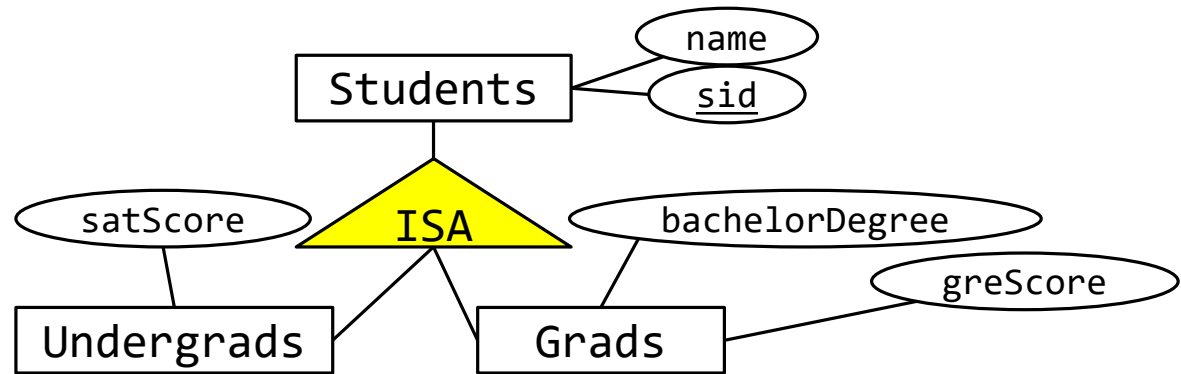 name
Students
sid
satScore
ISA
bachelorDegree
greScore
Undergrads
Grads